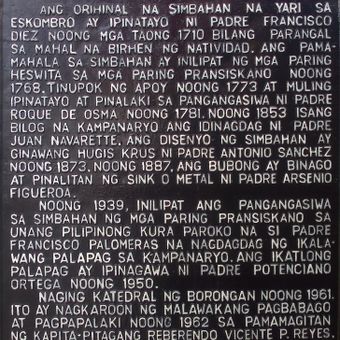 ANG ORIHINAL NA SIMBAHAN NA YARI SA
ESKOMBRO AY IPINATAYO NI PADRE FRANCISCO
DIEZ NOONG MGA TAONG 1710 BILANG PARANGAL
SA MAHAL NA BIRHEN NG NATIVIDAD. ANG PAMA-
MAHALA SA SIMBAHAN AY INILIPAT NG MGA PARING
HESWITA SA MGA PARING PRANSISKANO NOONG
1768. TINUPOK NG APOY NOONG 1773 AT MULING
IPINATAYO AT PINALAKI SA PANGANGASIWA NI PADRE
ROQUE DE OSMA NOONG 1781. NOONG 1853 ISANG
BILOG NA KAMPANARYO ANG IDINAGDAG NI PADRE
JUAN NAVARETTE. ANG DISENYO NG SIMBAHAN AY
GINAWANG HUGIS KRUS NI PADRE ANTONIO SANCHEZ
NOONG 1873. NOONG 1887, ANG BUBONG AY BINAGO
AT PINALITAN NG SINK O METAL NI PADRE ARSENIO
FIGUEROA.
NOONG 1939, INILIPAT ANG PANGANGASIWA
SA SIMBAHAN NG MGA PARING PRANSISKANO SA
UNANG PILIPINONG KURA PAROKO NA SI PADRE
FRANCISCO PALOMERAS NA NAGDAGDAG NG IKALA-
WANG PALAPAG SA KAMPANARYO. ANG IKATLONG
PALAPAG AY IPINAGAWA NI PADRE POTENCIANO
ORTEGA NOONG 1950.
NAGING KATEDRAL NG BORONGAN NOONG 1961.
ITO AY NAGKAROON NG MALAWAKANG PAGBABAGO
AT PAGPAPALAKI NOONG 1962 SA PAMAMAGITAN
NG KAPITA-PITAGANG REBERENDO VICENTE P. REYES.